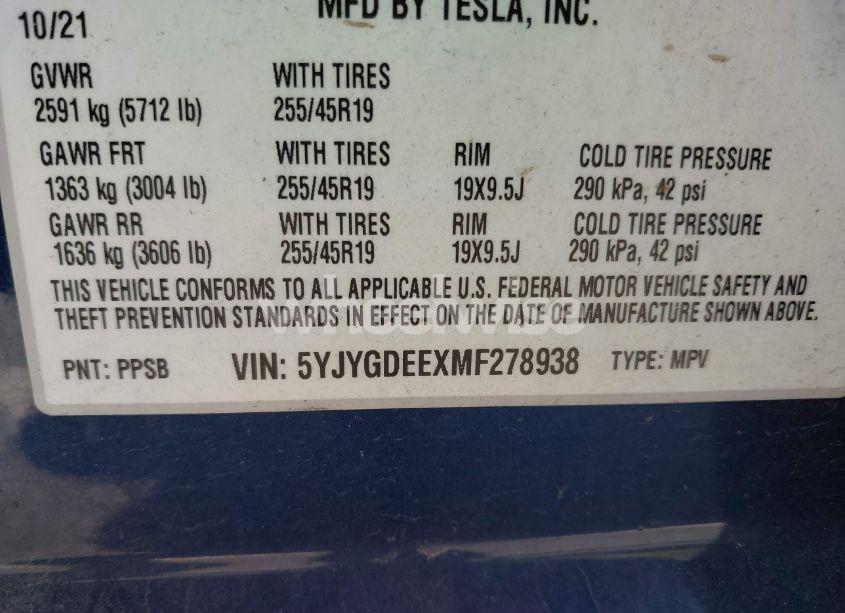 MFD BY TESLA, INC.
10/21
GVWR WITH TIRES
2591 kg (5712 lb) 255/45R19
GAWR FRT WITH TIRES RIM COLD TIRE PRESSURE
1363 kg (3004 lb) 255/45R19 19X9.5J 290 kPa, 42 psi
GAWR RR WITH TIRES RIM COLD TIRE PRESSURE
1636 kg (3606 lb) 255/45R19 19X9.5J 290 kPa, 42 psi
THIS VEHICLE CONFORMS TO ALL APPLICABLE U.S. FEDERAL MOTOR VEHICLE SAFETY AND
THEFT PREVENTION STANDARDS IN EFFECT ON THE DATE OF MANUFACTURE SHOWN ABOVE.
wheelwise
PNT: PPSB VIN: 5YJYGDEEXMF278938 TYPE: MPV